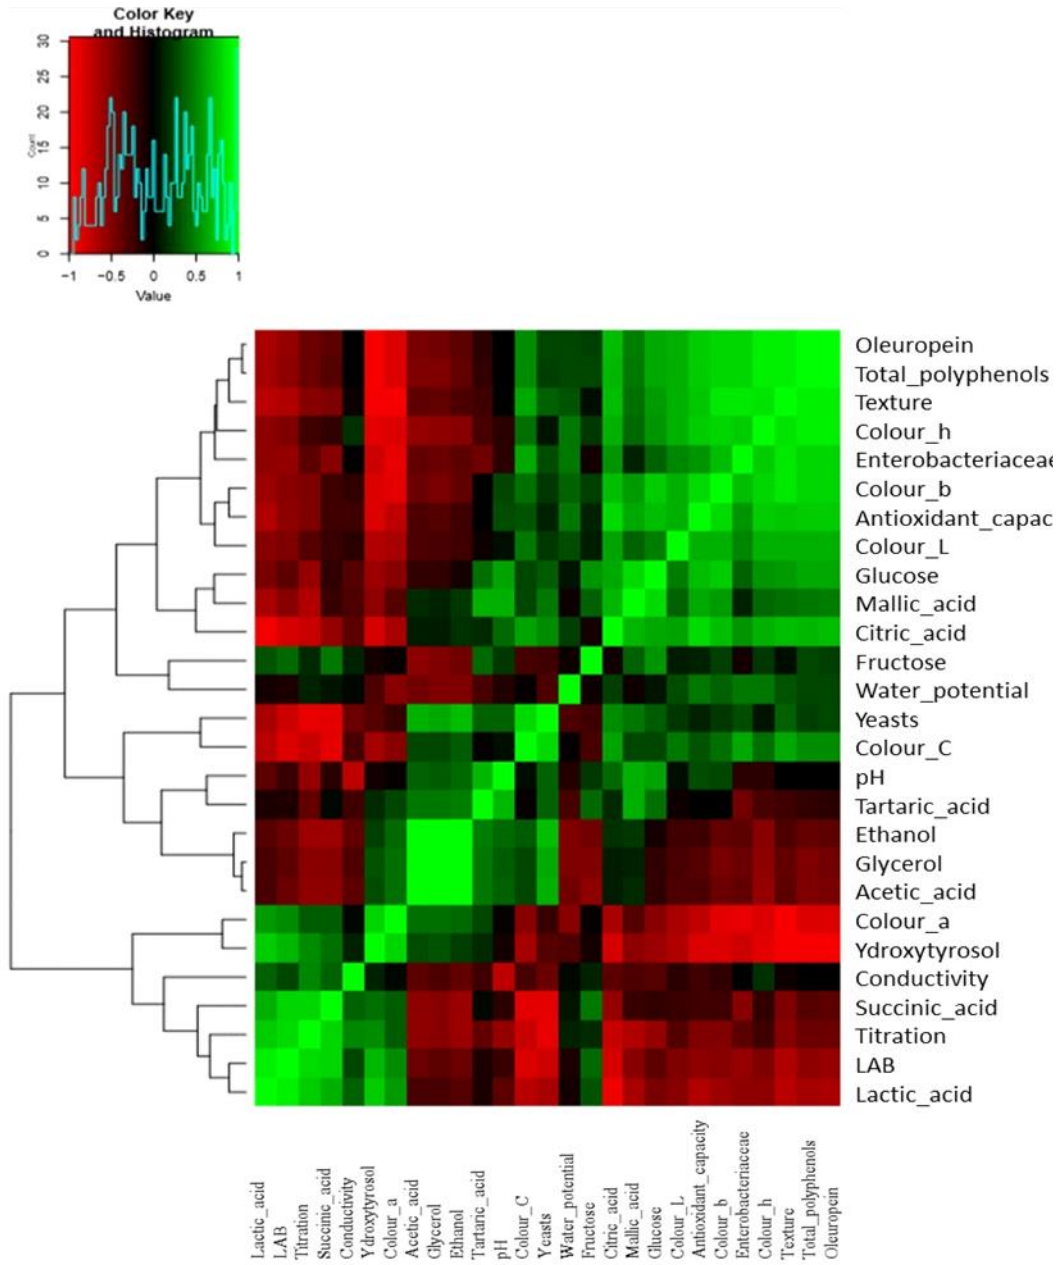 Color Key
and Histogram
Count
0
5
10
15
20
25
30
−1
−0.5
0
0.5
1
Value
Oleuropein
Total_polyphenols
Texture
Colour_h
Enterobacteriaceae
Colour_b
Antioxidant_capac
Colour_L
Glucose
Mallic_acid
Citric_acid
Fructose
Water_potential
Yeasts
Colour_C
pH
Tartaric_acid
Ethanol
Glycerol
Acetic_acid
Colour_a
Ydroxytyrosol
Conductivity
Succinic_acid
Titration
LAB
Lactic_acid
Lactic_acid
LAB
Titration
Succinic_acid
Conductivity
Ydroxytyrosol
Colour_a
Acetic_acid
Glycerol
Ethanol
Tartaric_acid
pH
Colour_C
Yeasts
Water_potential
Fructose
Citric_acid
Mallic_acid
Glucose
Colour_L
Antioxidant_capacity
Colour_b
Enterobacteriaceae
Colour_h
Texture
Total_polyphenols
Oleuropein